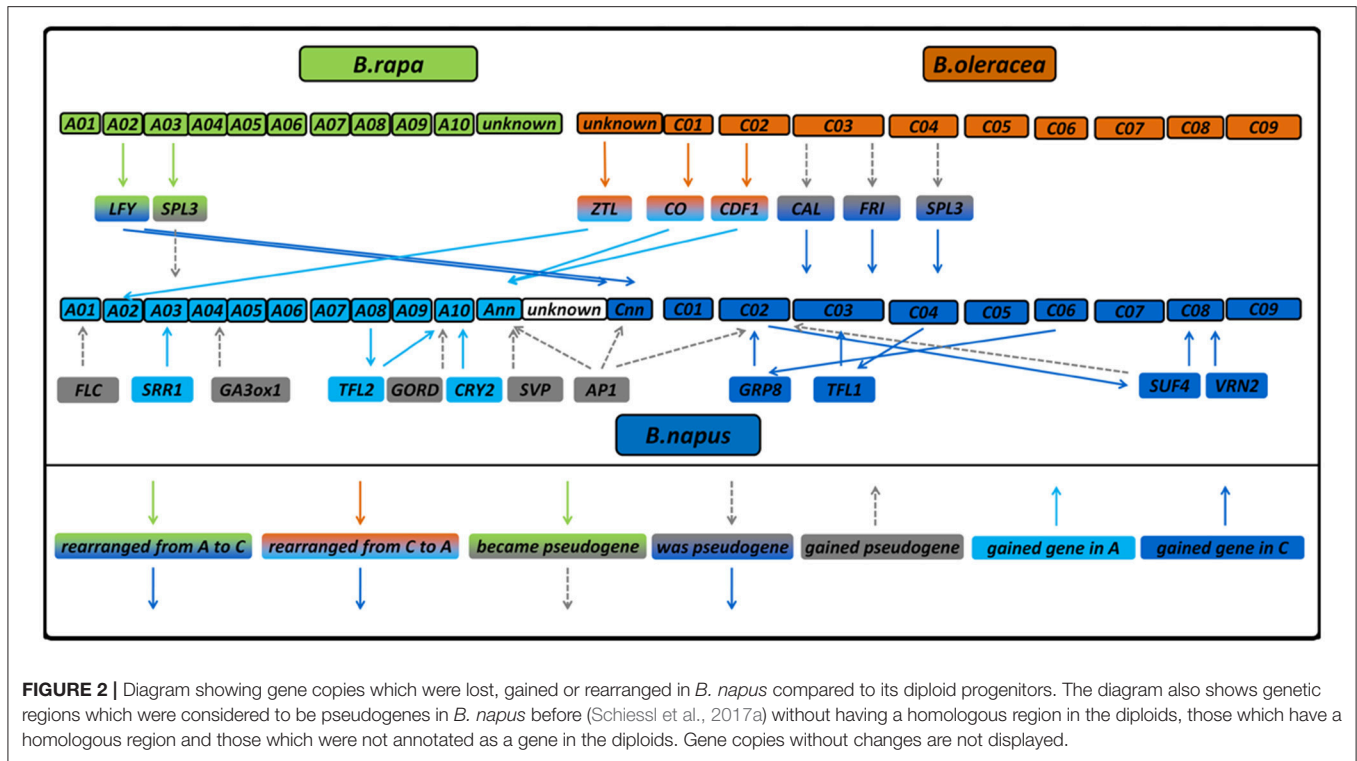 B.rapa B.oleracea
A01 A02 A03 A04 A05 A06 A07 A08 A09 A10 unknown unknown C01 C02 C03 C04 C05 C06 C07 C08 C09
LFY SPL3 ZTL CO CDF1 CAL FRI SPL3
A01 A02 A03 A04 A05 A06 A07 A08 A09 A10 Ann unknown Cnn C01 C02 C03 C04 C05 C06 C07 C08 C09
FLC SRR1 GA3ox1 TFL2 GORD CRY2 SVP AP1 GRP8 TFL1 SUF4 VRN2
B.napus
rearranged from A to C rearranged from C to A became pseudogene was pseudogene gained pseudogene gained gene in A gained gene in C
FIGURE 2 | Diagram showing gene copies which were lost, gained or rearranged in B. napus compared to its diploid progenitors. The diagram also shows genetic
regions which were considered to be pseudogenes in B. napus before (Schiessl et al., 2017a) without having a homologous region in the diploids, those which have a
homologous region and those which were not annotated as a gene in the diploids. Gene copies without changes are not displayed.